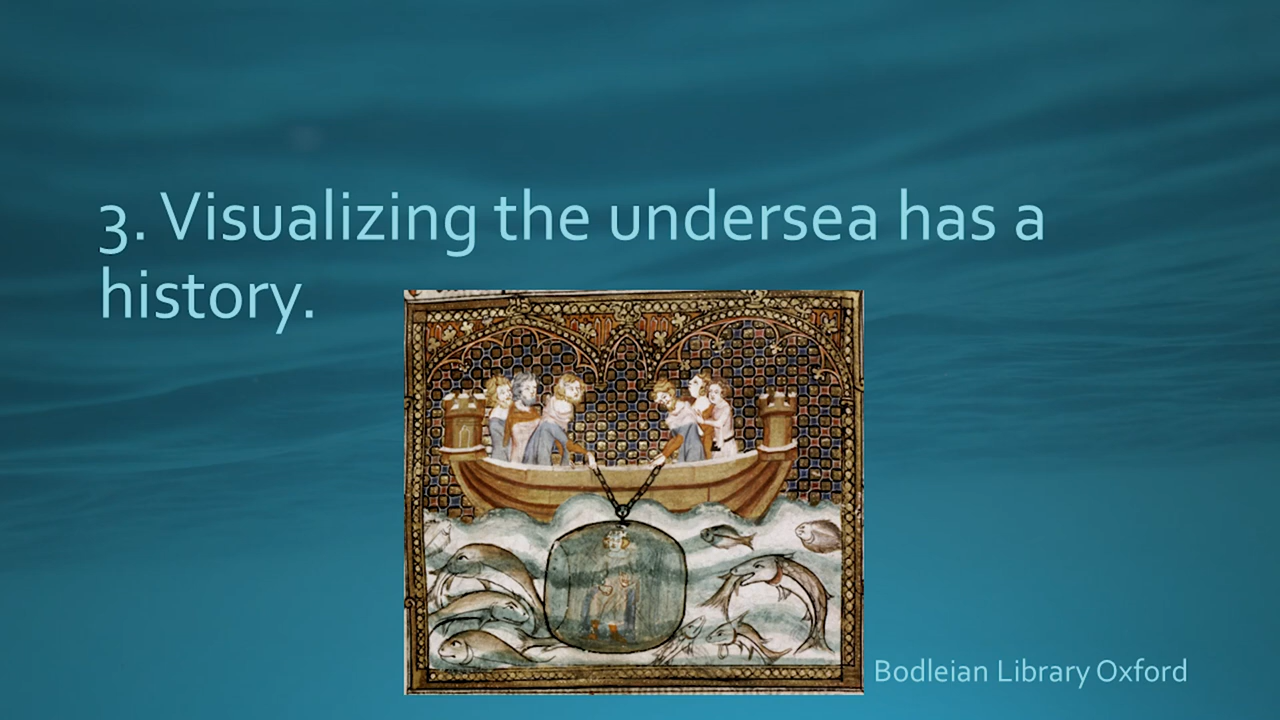 3. Visualizing the undersea has a
history.
Bodleian Library Oxford